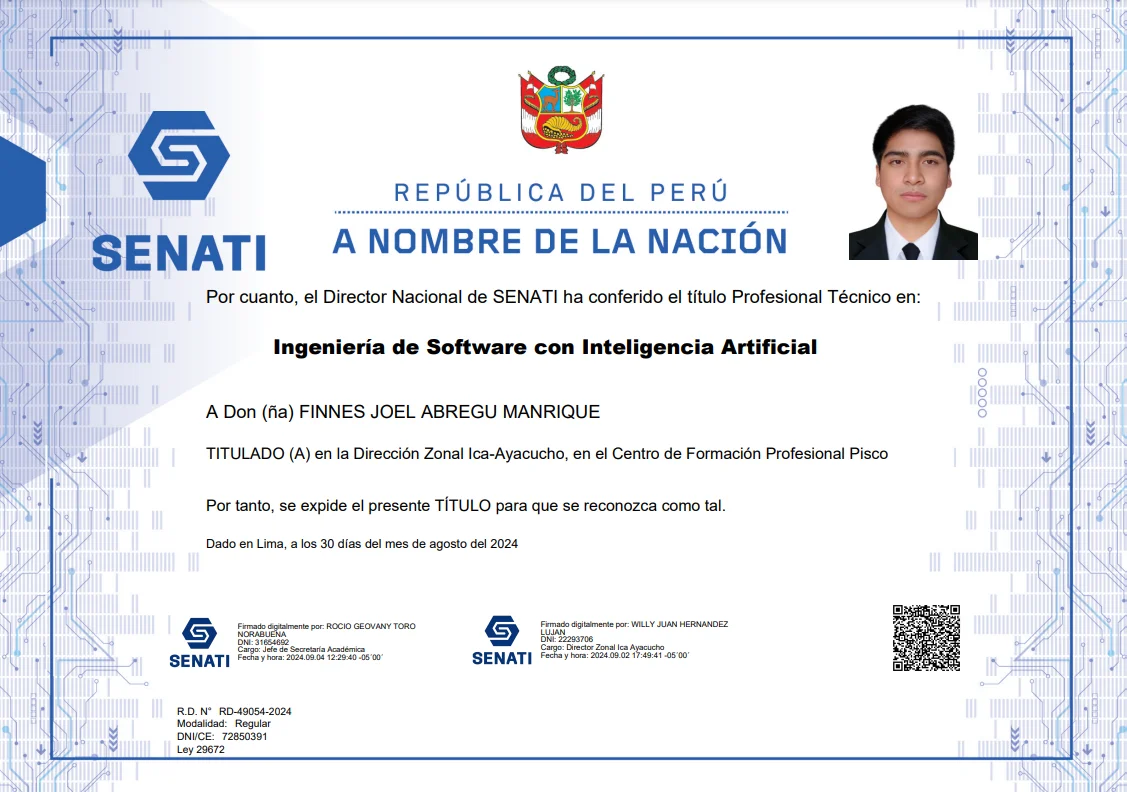 REPÚBLICA DEL PERÚ
SENATI
A NOMBRE DE LA NACIÓN
Por cuanto, el Director Nacional de SENATI ha conferido el título Profesional Técnico en:
Ingeniería de Software con Inteligencia Artificial
A Don (ña) FINNES JOEL ABREGU MANRIQUE
TITULADO (A) en la Dirección Zonal Ica-Ayacucho, en el Centro de Formación Profesional Pisco
Por tanto, se expide el presente TÍTULO para que se reconozca como tal.
Dado en Lima, a los 30 días del mes de agosto del 2024
SENATI
Firmado digitalmente por: ROCIO GEOVANY TORO
NORABUENA
DNI: 31654692
Cargo: Jefe de Secretaría Académica
Fecha y hora: 2024.09.04 12:29:40 -05´00´
SENATI
Firmado digitalmente por: WILLY JUAN HERNANDEZ
LUJAN
DNI: 22293706
Cargo: Director Zonal Ica Ayacucho
Fecha y hora: 2024.09.02 17:49:41 -05´00´
R.D. N° RD-49054-2024
Modalidad: Regular
DNI/CE: 72850391
Ley 29672